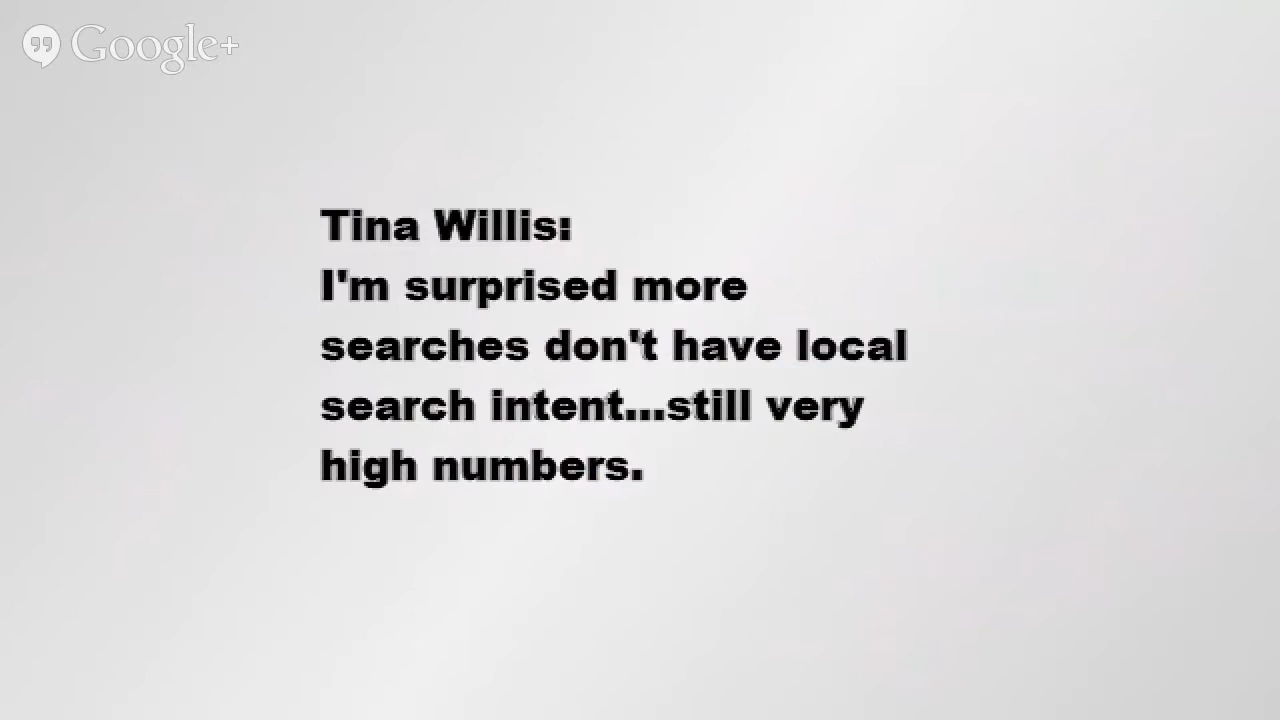 Google+
Tina Willis:
I'm surprised more
searches don't have local
search intent...still very
high numbers.